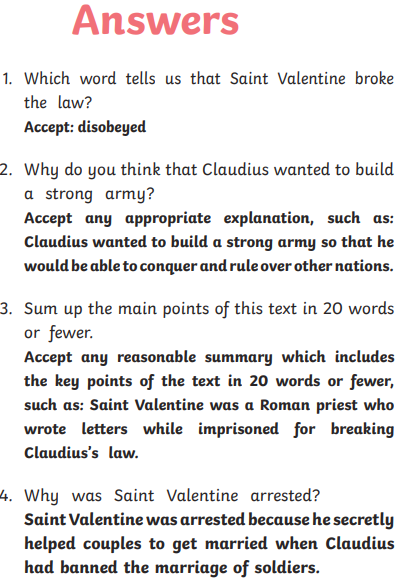 Answers
1. Which word tells us that Saint Valentine broke
the law?
Accept: disobeyed
2. Why do you think that Claudius wanted to build
a strong army?
Accept any appropriate explanation, such as:
Claudius wanted to build a strong army so that he
would be able to conquer and rule over other nations.
3. Sum up the main points of this text in 20 words
or fewer.
Accept any reasonable summary which includes
the key points of the text in 20 words or fewer,
such as: Saint Valentine was a Roman priest who
wrote letters while imprisoned for breaking
Claudius's law.
4. Why was Saint Valentine arrested?
Saint Valentine was arrested because he secretly
helped couples to get married when Claudius
had banned the marriage of soldiers.